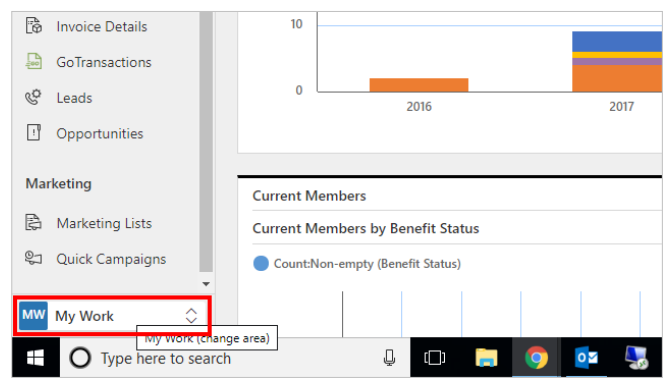 Invoice Details
GoTransactions
Leads
Opportunities
Marketing
Marketing Lists
Quick Campaigns
MW My Work
My Work (change area)
10
0
2016 2017
Current Members
Current Members by Benefit Status
Count:Non-empty (Benefit Status)
Type here to search